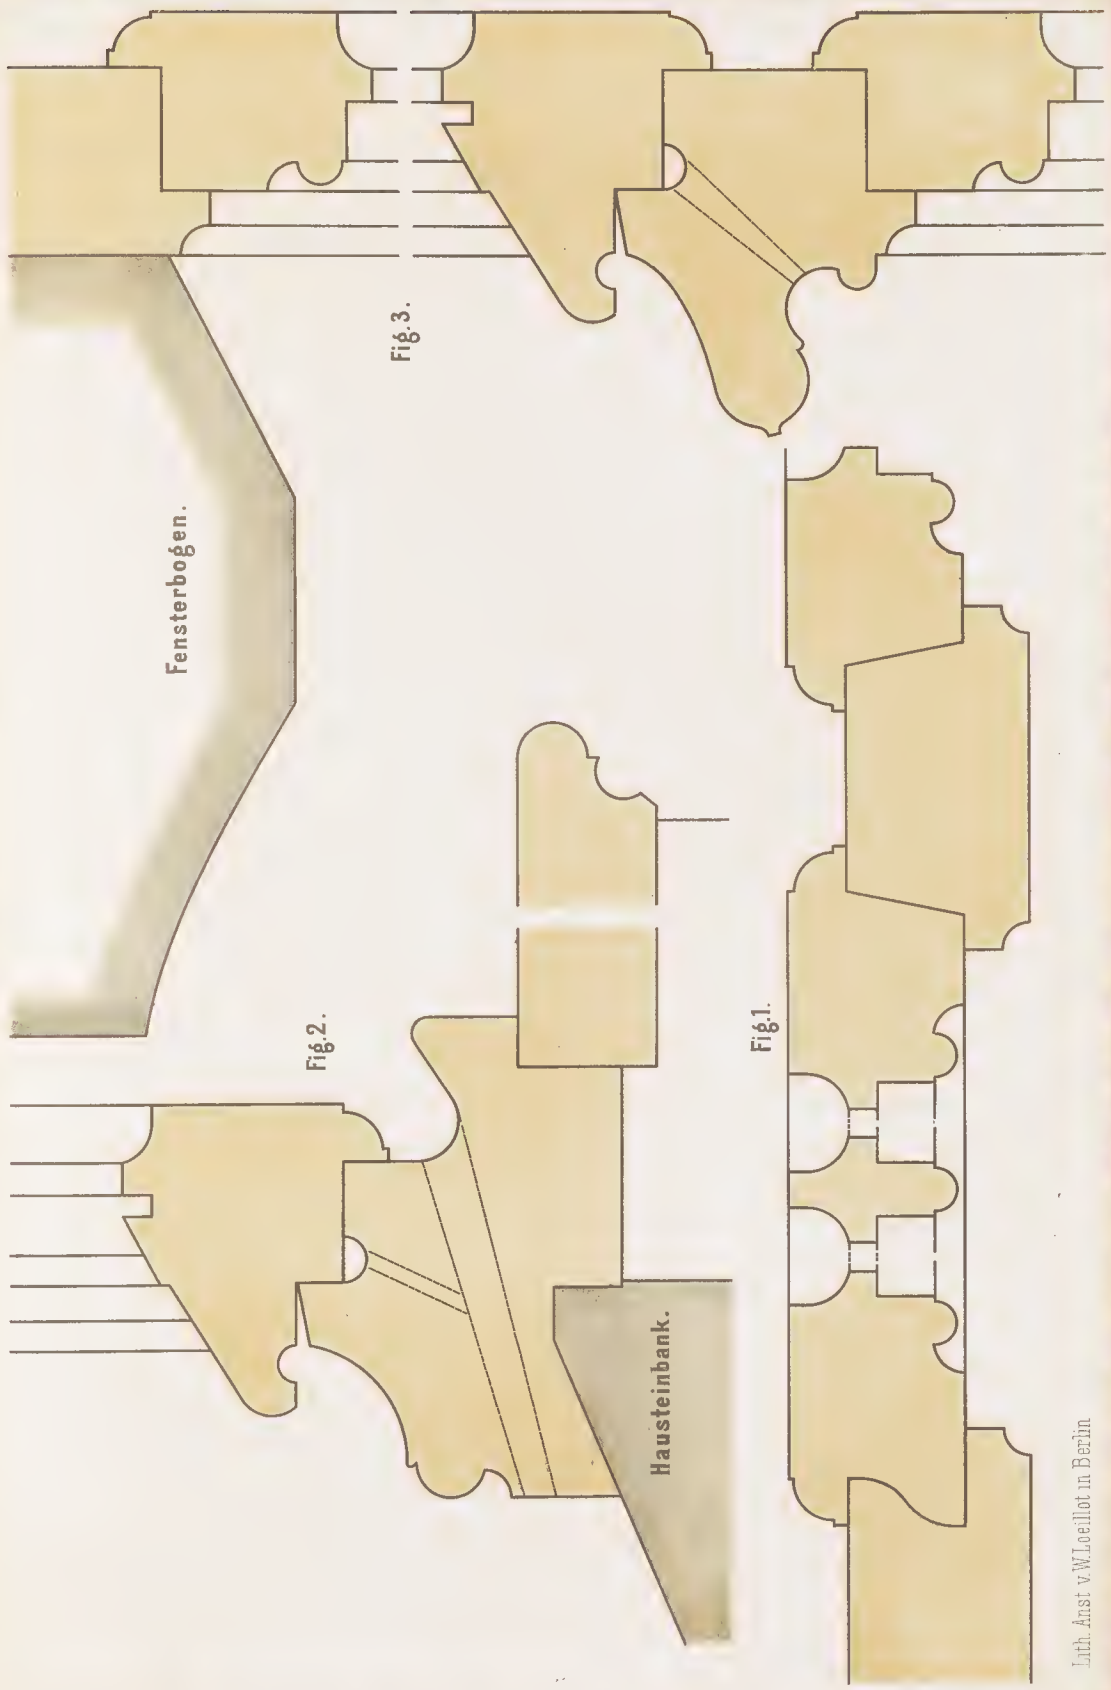 Fensterbogen.
Fig.3.
Fig.2.
Hausteinbank.
Fig.1.
Lith. Anst v. W. Loeillot in Berlin